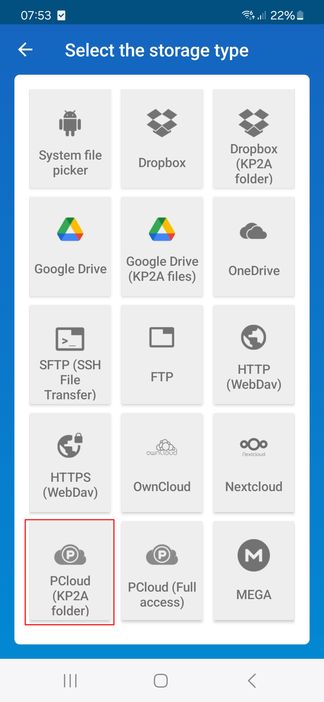 07:53
22%
Select the storage type
System file
picker
Dropbox
Dropbox
(KP2A
folder)
Google Drive
Google Drive
(KP2A files)
OneDrive
SFTP (SSH
File
Transfer)
FTP
HTTP
(WebDav)
HTTPS
(WebDav)
ownCloud
OwnCloud
nextcloud
Nextcloud
PCloud
(KP2A
folder)
PCloud (Full
access)
MEGA